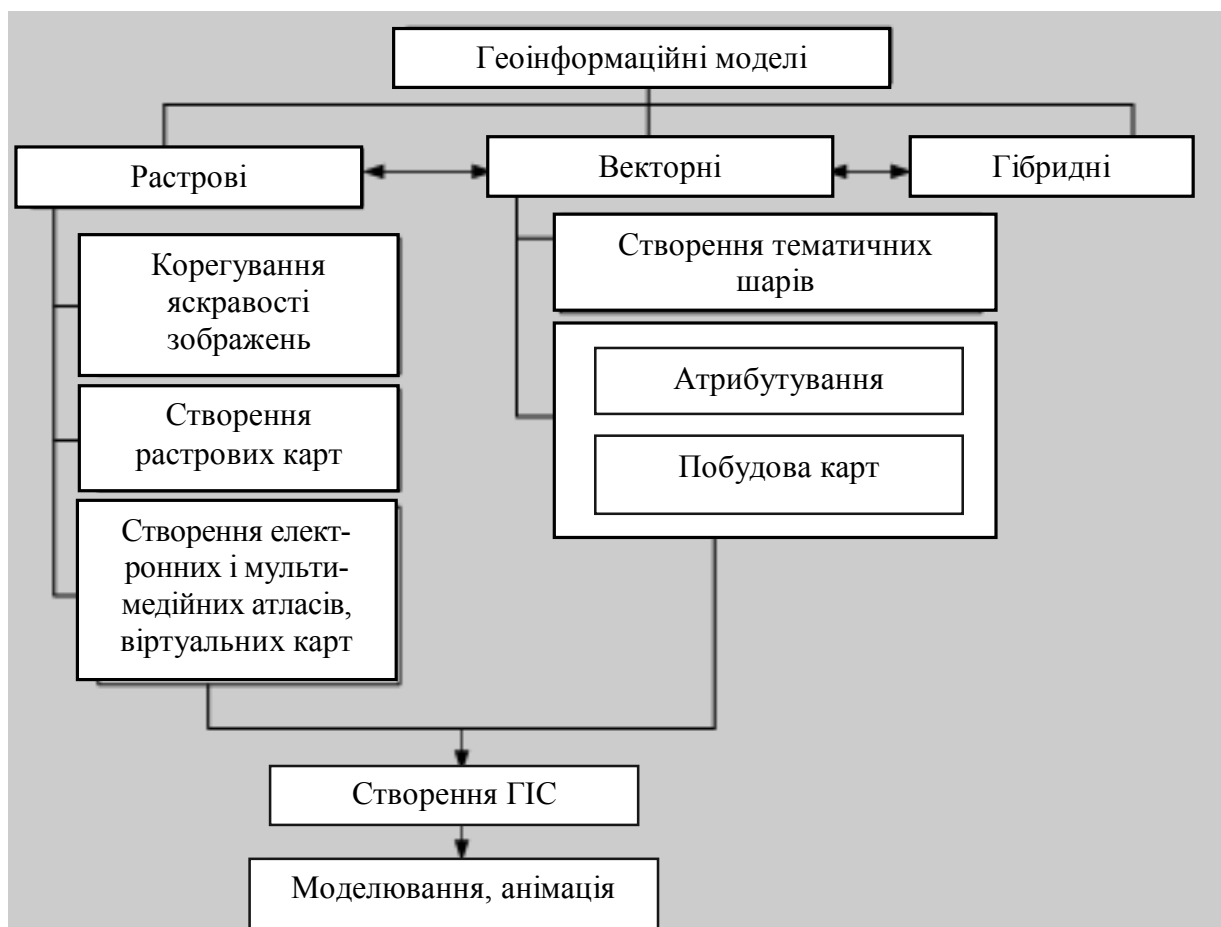 Геоінформаційні моделі
Растрові
Векторні
Гібридні
Корегування
яскравості
зображень
Створення
растрових карт
Створення елект-
ронних і мульти-
медійних атласів,
віртуальних карт
Створення тематичних
шарів
Атрибутування
Побудова карт
Створення ГІС
Моделювання, анімація